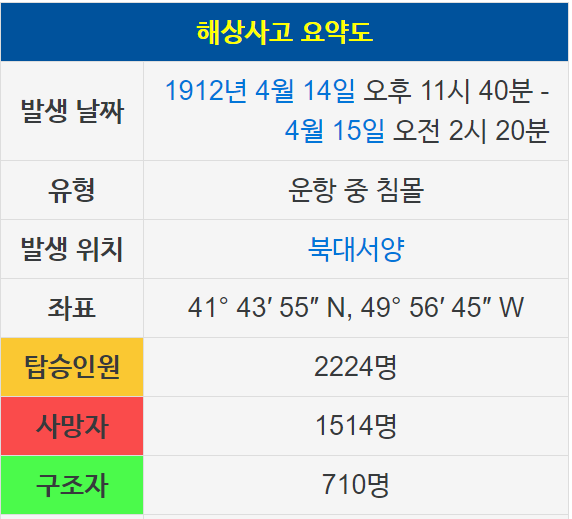 해상사고 요약도
발생 날짜
1912년 4월 14일 오후 11시 40분 -
4월 15일 오전 2시 20분
유형
운항 중 침몰
발생 위치
북대서양
좌표
41° 43′ 55″ N, 49° 56′ 45″ W
탑승인원
2224명
사망자
1514명
구조자
710명